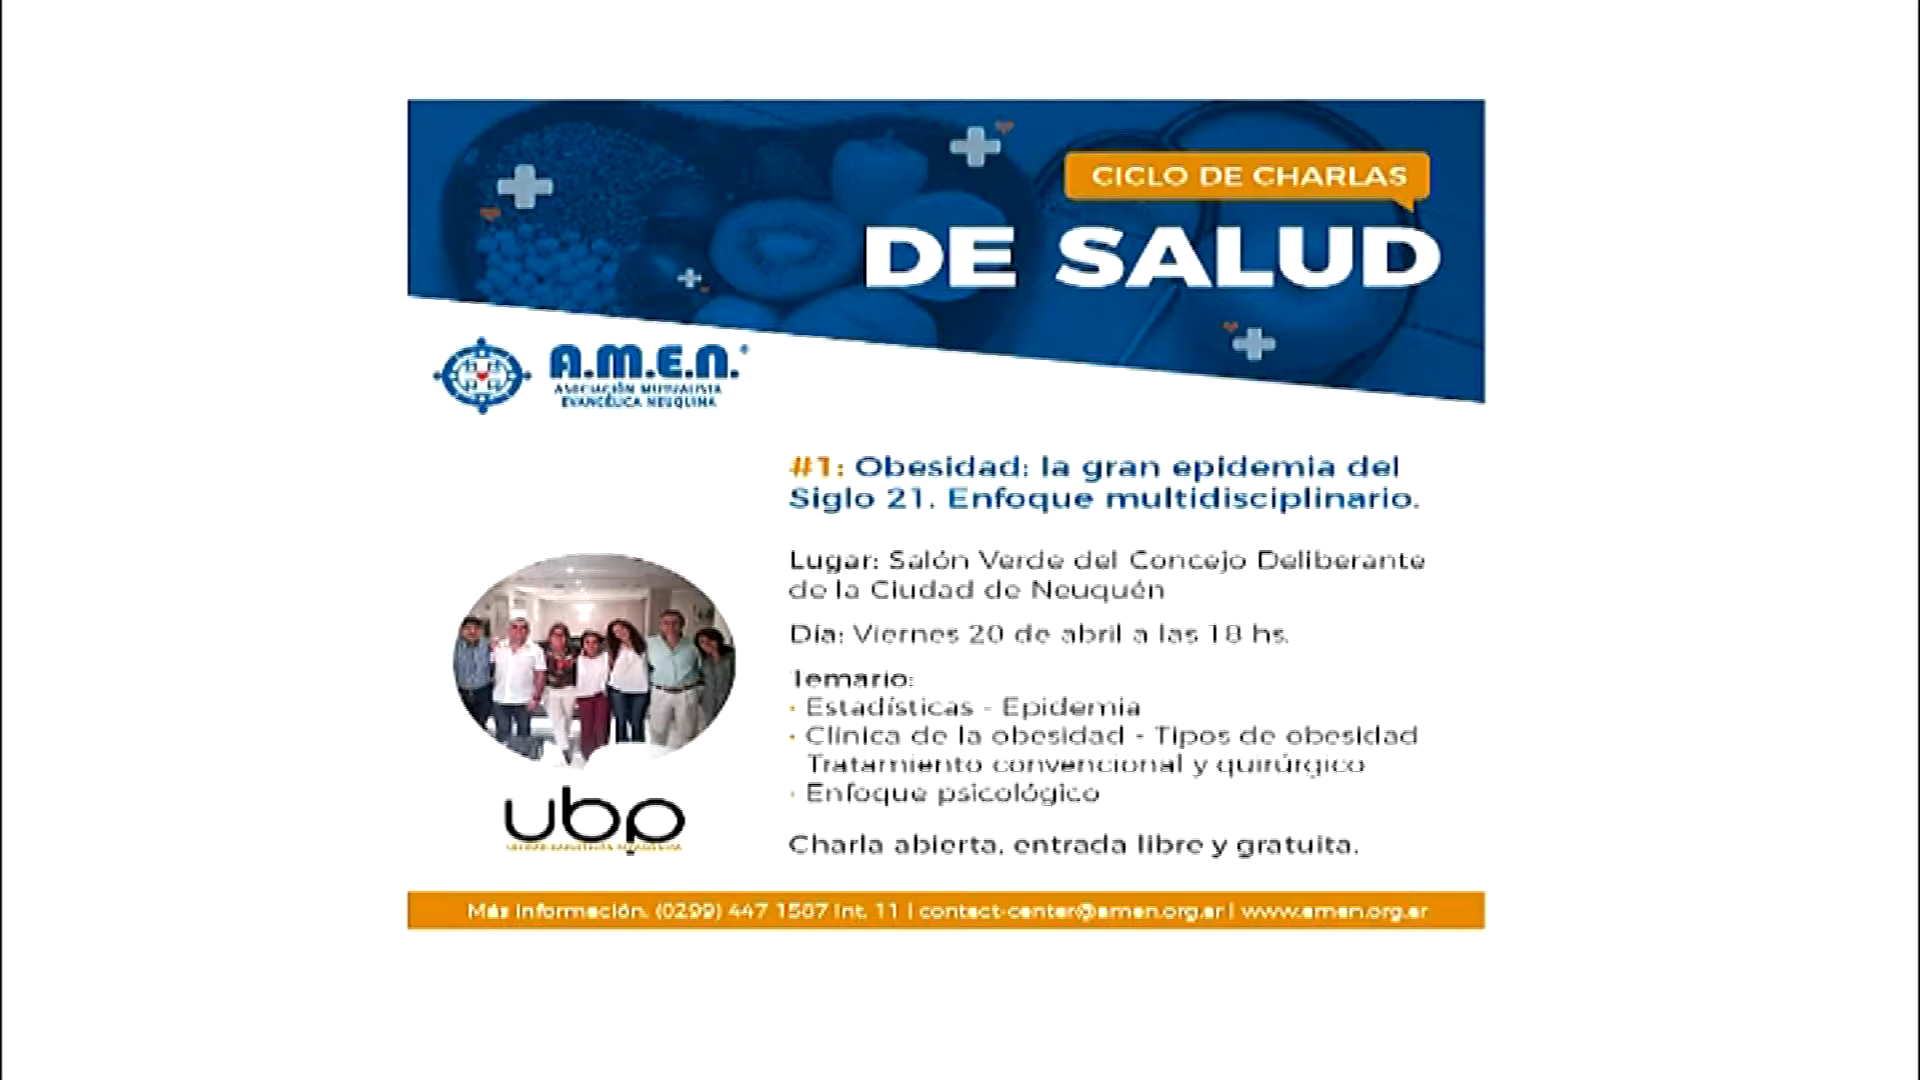 CICLO DE CHARLAS
DE SALUD
A.M.E.N.
ASOCIACIÓN MUTUALISTA
EVANGÉLICA NEUQUINA
#1: Obesidad: la gran epidemia del
Siglo 21. Enfoque multidisciplinario.
Lugar: Salón Verde del Concejo Deliberante
de la Ciudad de Neuquén
Día: Viernes 20 de abril a las 18 hs.
Temario:
· Estadísticas - Epidemia
· Clínica de la obesidad - Tipos de obesidad
Tratamiento convencional y quirúrgico
· Enfoque psicológico
Charla abierta, entrada libre y gratuita.
ubp
Más información. (0299) 447 1507 Int. 11 | contact-center@amen.org.ar | www.amen.org.ar